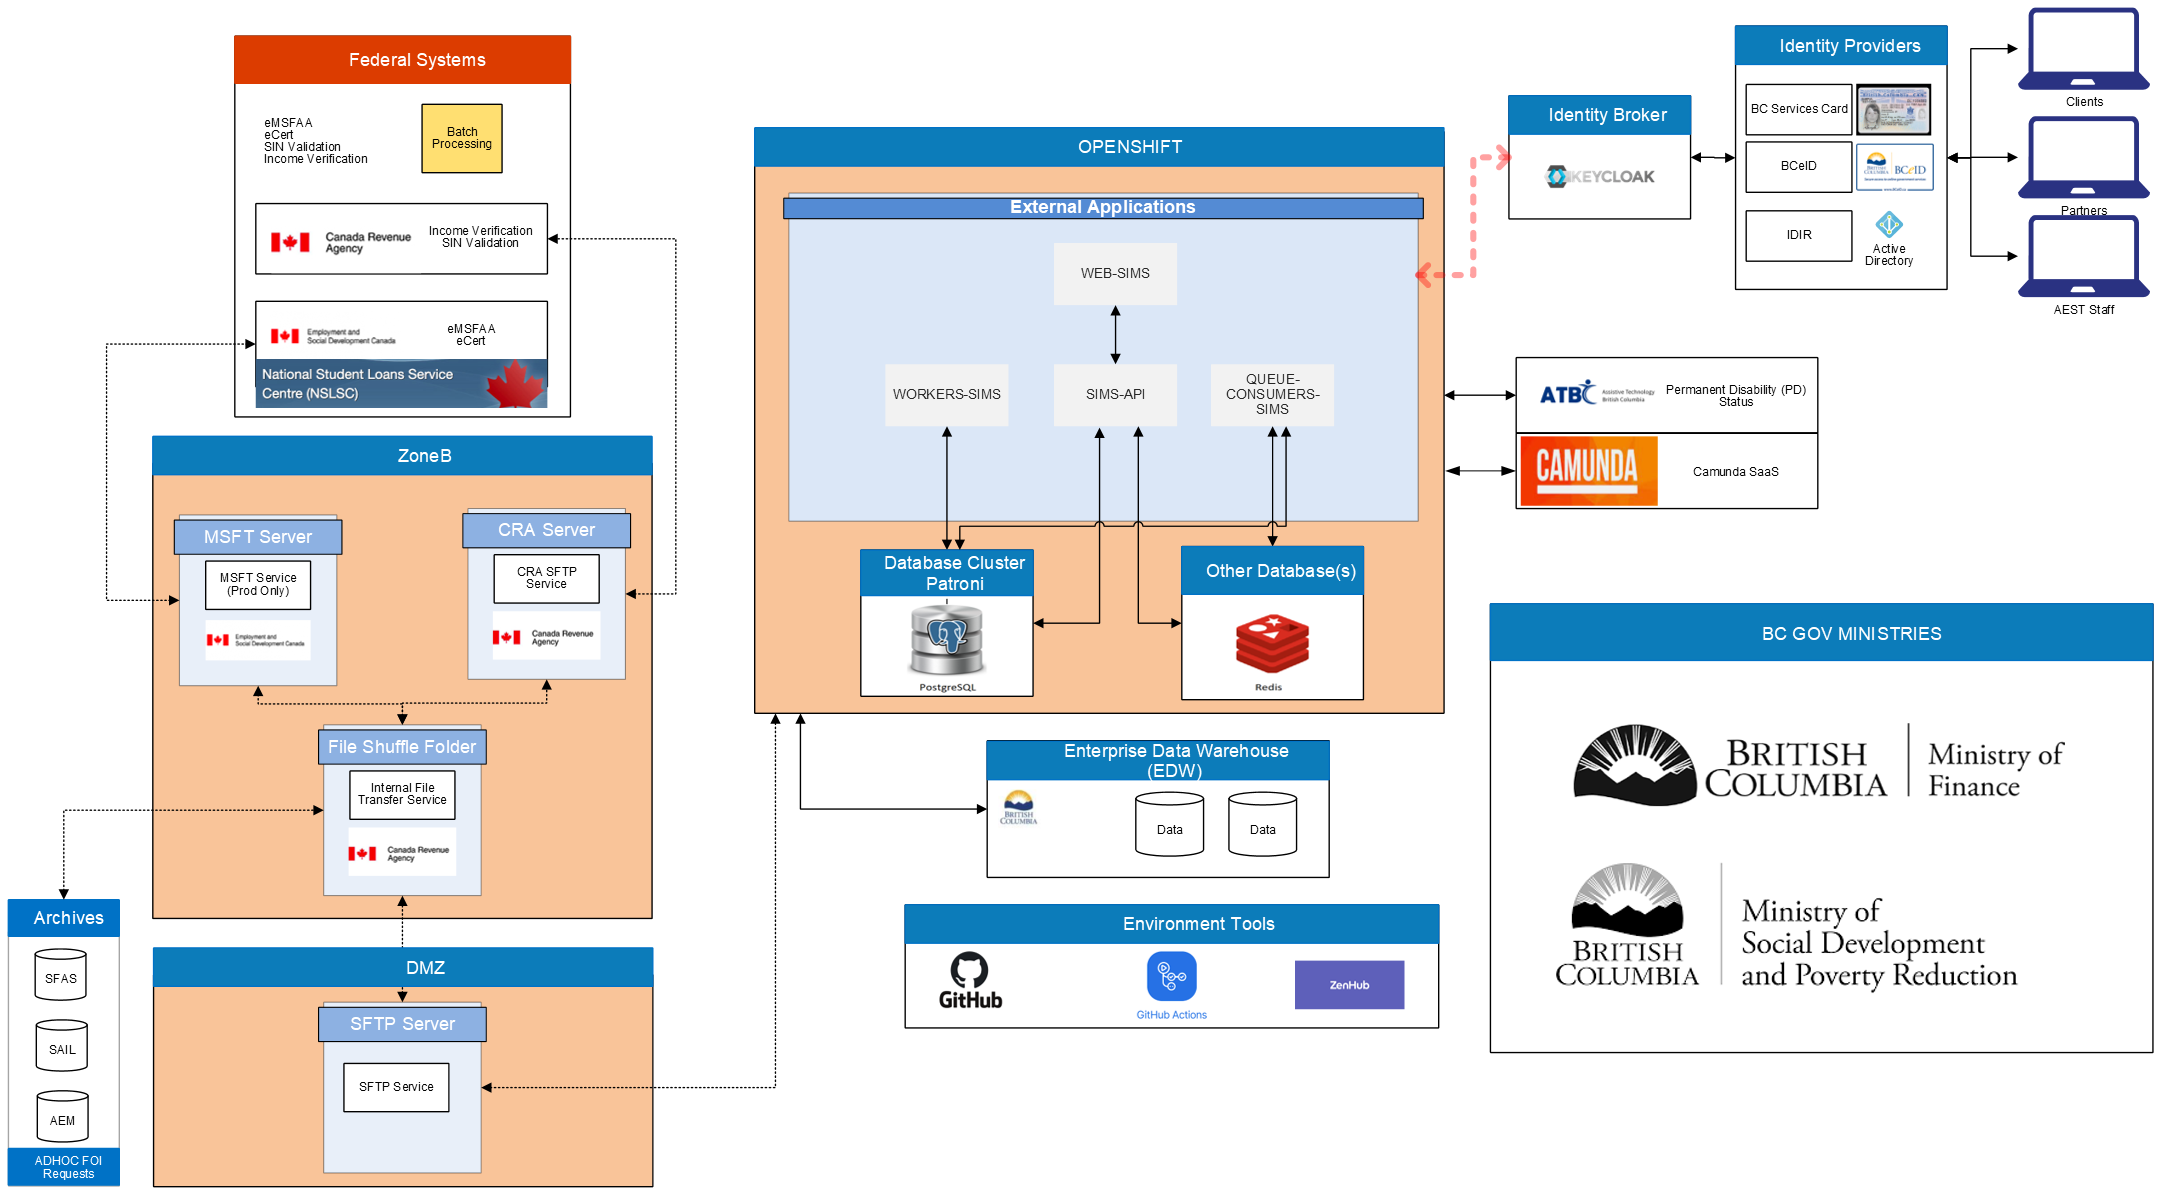 Federal Systems
eMSFAA
eCert
SIN Validation
Income Verification
Batch
Processing
Canada Revenue
Agency
Income Verification
SIN Validation
Employment and
Social Development Canada
eMSFAA
eCert
National Student Loans Service
Centre (NSLSC)
ZoneB
MSFT Server
MSFT Service
(Prod Only)
Employment and
Social Development Canada
CRA Server
CRA SFTP
Service
Canada Revenue
Agency
File Shuffle Folder
Internal File
Transfer Service
Canada Revenue
Agency
Archives
SFAS
SAIL
AEM
ADHOC FOI
Requests
DMZ
SFTP Server
SFTP Service
OPENSHIFT
External Applications
WEB-SIMS
WORKERS-SIMS
SIMS-API
QUEUE-
CONSUMERS-
SIMS
Database Cluster
Patroni
PostgreSQL
Other Database(s)
Redis
Enterprise Data Warehouse
(EDW)
BRITISH
COLUMBIA
Data
Data
Environment Tools
GitHub
GitHub Actions
ZenHub
Identity Broker
KEYCLOAK
Identity Providers
BC Services Card
BCeID
BRITISH
COLUMBIA
BCeID
IDIR
Active
Directory
Clients
Partners
AEST Staff
ATBC
Assistive Technology
British Columbia
Permanent Disability (PD)
Status
CAMUNDA
Camunda SaaS
BC GOV MINISTRIES
BRITISH
COLUMBIA
Ministry of
Finance
BRITISH
COLUMBIA
Ministry of
Social Development
and Poverty Reduction